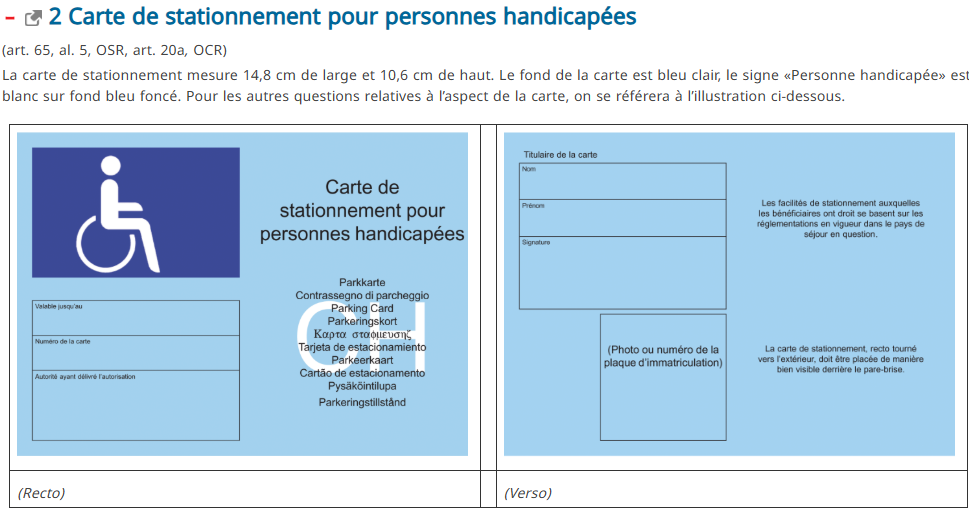 2 Carte de stationnement pour personnes handicapées
(art. 65, al. 5, OSR, art. 20a, OCR)
La carte de stationnement mesure 14,8 cm de large et 10,6 cm de haut. Le fond de la carte est bleu clair, le signe «Personne handicapée» est
blanc sur fond bleu foncé. Pour les autres questions relatives à l’aspect de la carte, on se référera à l’illustration ci-dessous.
Carte de
stationnement pour
personnes handicapées
Parkkarte
Contrassegno di parcheggio
Parking Card
Parkeringskort
Καρτα σταϕμευσηζ
Tarjeta de estacionamiento
Parkeerkaart
Cartão de estacionamento
Pysäköintilupa
Parkeringstillstånd
CH
Valable jusqu'au
Numéro de la carte
Autorité ayant délivré l'autorisation
(Recto)
Titulaire de la carte
Nom
Prénom
Signature
(Photo ou numéro de la
plaque d'immatriculation)
Les facilités de stationnement auxquelles
les bénéficiaires ont droit se basent sur les
réglementations en vigueur dans le pays de
séjour en question.
La carte de stationnement, recto tourné
vers l'extérieur, doit être placée de manière
bien visible derrière le pare-brise.
(Verso)